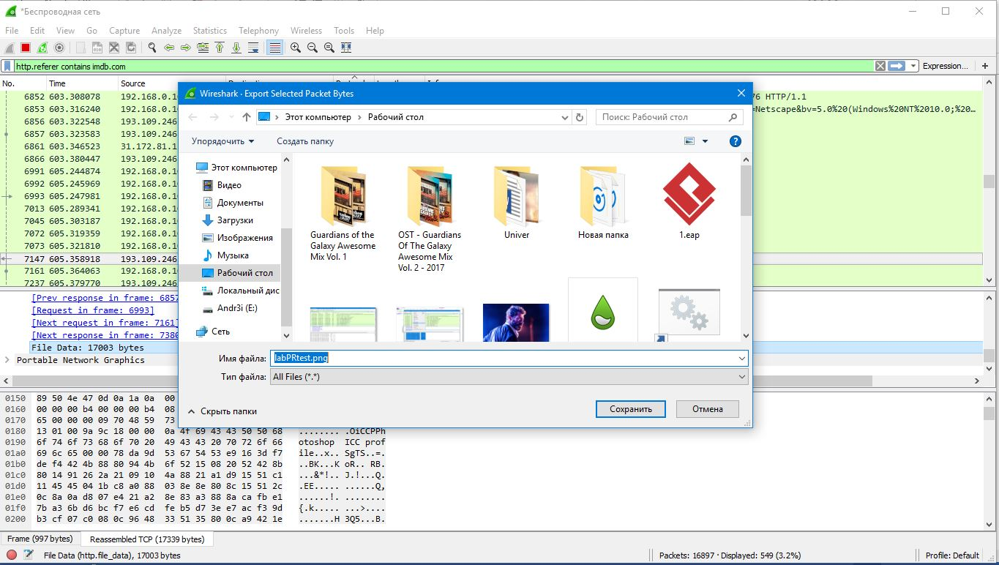 *Беспроводная сеть
File Edit View Go Capture Analyze Statistics Telephony Wireless Tools Help
http.referer contains imdb.com
Expression... +
No. Time Source
6852 603.308078 192.168.0.1
76 HTTP/1.1
6853 603.316240 192.168.0.1
=Netscape&bv=5.0%20(Windows%20NT%2010.0;%20...
6856 603.322548 193.109.246
6857 603.323583 193.109.246
6861 603.346523 31.172.81.1
6866 603.380447 193.109.246
6991 605.244874 192.168.0.1
6992 605.245969 192.168.0.1
6993 605.247981 192.168.0.1
7013 605.289341 192.168.0.1
7045 605.303187 192.168.0.1
7072 605.319359 192.168.0.1
7073 605.321810 192.168.0.1
7147 605.358918 193.109.246
7161 605.364063 192.168.0.1
7237 605.379770 193.109.246
Wireshark · Export Selected Packet Bytes
Этот компьютер › Рабочий стол
Поиск: Рабочий стол
Упорядочить
Создать папку
Этот компьютер
Видео
Документы
Загрузки
Изображения
Музыка
Рабочий стол
Локальный дис
Andr3i (E:)
Сеть
Guardians of the
Galaxy Awesome
Mix Vol. 1
OST - Guardians
Of The Galaxy
Awesome Mix
Vol. 2 - 2017
Univer
Новая папка
1.eap
Имя файла: labPRtest.png
Тип файла: All Files (*.*)
Скрыть папки
Сохранить
Отмена
[Prev response in frame: 6857
[Request in frame: 6993]
[Next request in frame: 7161]
[Next response in frame: 7380
File Data: 17003 bytes
Portable Network Graphics
0150 89 50 4e 47 0d 0a 1a 0a 00
0160 00 00 00 b4 00 00 00 b4 08
0170 65 00 00 00 09 70 48 59 73
0180 13 01 00 9a 9c 18 00 00 0a 4f 69 43 43 50 50 68 ........ .OiCCPPh
0190 6f 74 6f 73 68 6f 70 20 49 43 43 20 70 72 6f 66 otoshop ICC prof
01a0 69 6c 65 00 00 78 da 9d 53 67 54 53 e9 16 3d f7 ile..x.. SgTS..=.
01b0 de f4 42 4b 88 80 94 4b 6f 52 15 08 20 52 42 8b ..BK...K oR.. RB.
01c0 80 14 91 26 2a 21 09 10 4a 88 21 a1 d9 15 51 c1 ...&*!.. J.!...Q.
01d0 11 45 45 04 1b c8 a0 88 03 8e 8e 80 8c 15 51 2c .EE..... ......Q,
01e0 0c 8a 0a d8 07 e4 21 a2 8e 83 a3 88 8a ca fb e1 ......!. ........
01f0 7b a3 6b d6 bc f7 e6 cd fe b5 d7 3e e7 ac f3 9d {.k..... ...>....
0200 b3 cf 07 c0 08 0c 96 48 33 51 35 80 0c a9 42 1e .......H 3Q5...B.
Frame (997 bytes) Reassembled TCP (17339 bytes)
File Data (http.file_data), 17003 bytes
Packets: 16897 · Displayed: 549 (3.2%)
Profile: Default